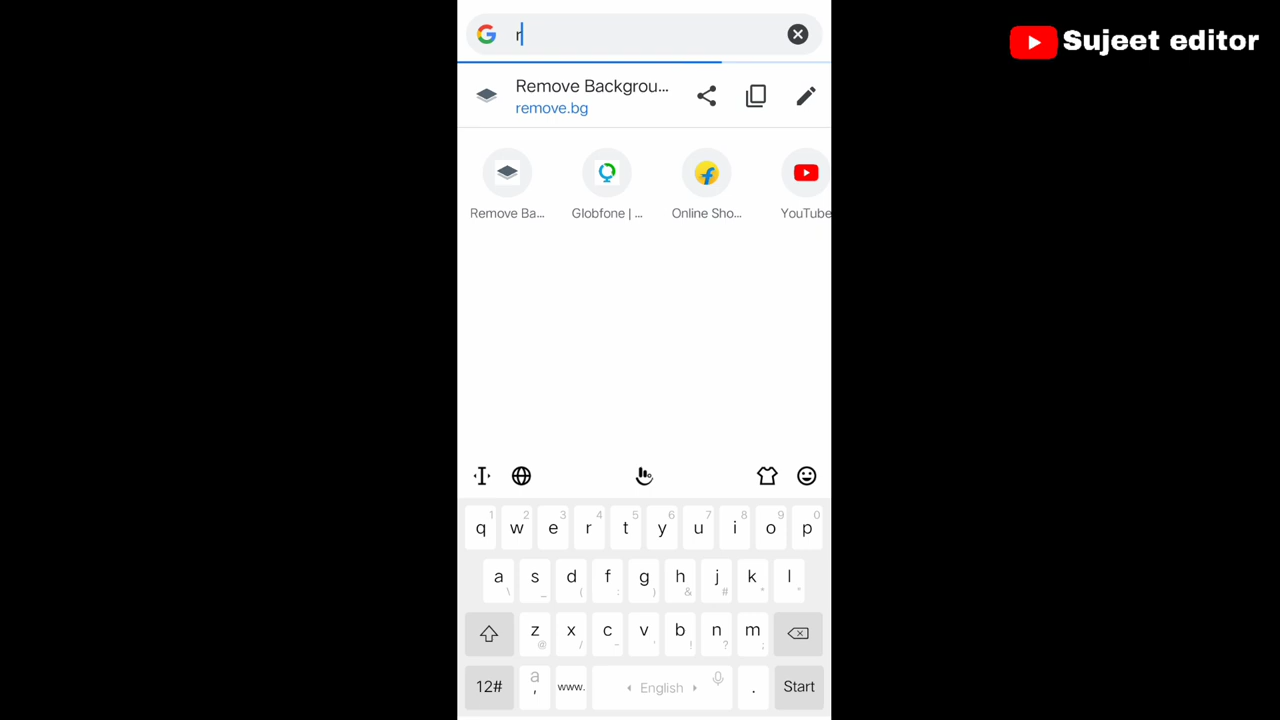 Sujeet editor
r
Remove Backgrou...
remove.bg
Remove Ba... Globfone | ... Online Sho... YouTube
1 2 3 4 5 6 7 8 9 0
q w e r t y u i o p
a s d f g h j k l
\ _ ( : ) & # * "
z x c v b n m
@ / - ' ! ? ;
12# a , www. English . Start